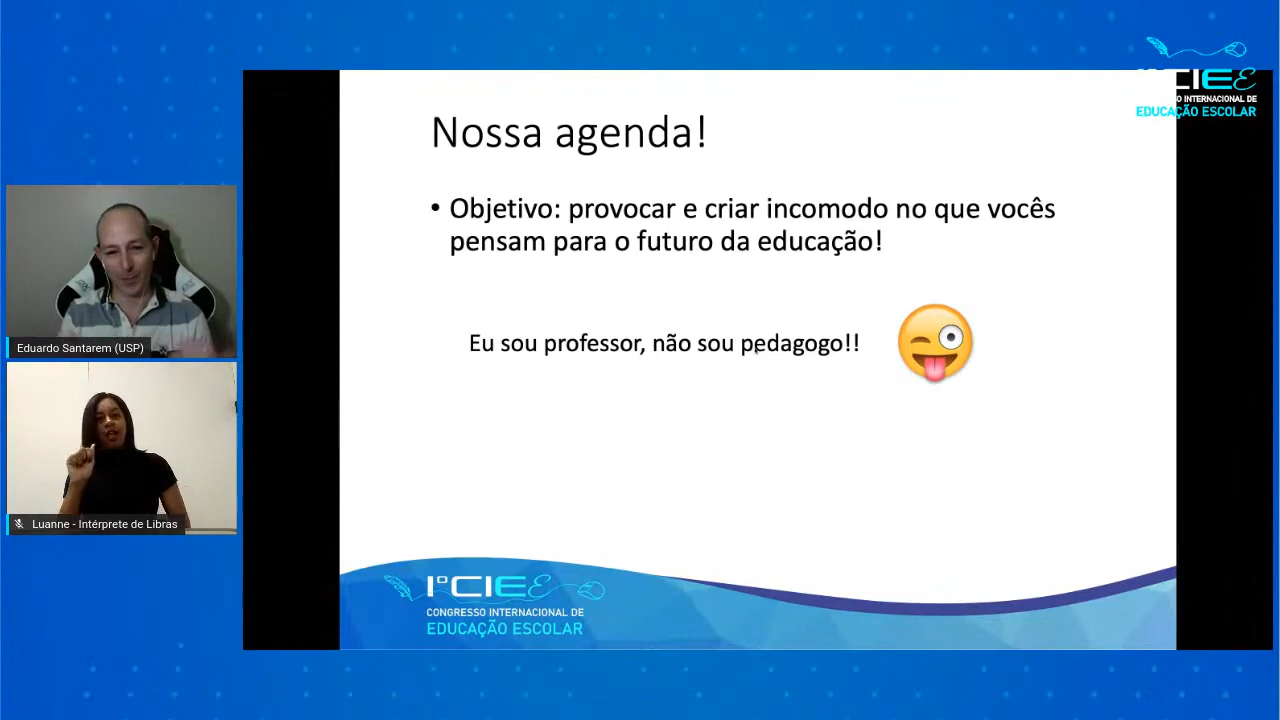 Nossa agenda!
• Objetivo: provocar e criar incomodo no que vocês
pensam para o futuro da educação!
Eu sou professor, não sou pedagogo!!
Eduardo Santarem (USP)
Luanne - Intérprete de Libras
CIEE
O INTERNACIONAL DE
EDUCAÇÃO ESCOLAR
IºCIEE
CONGRESSO INTERNACIONAL DE
EDUCAÇÃO ESCOLAR